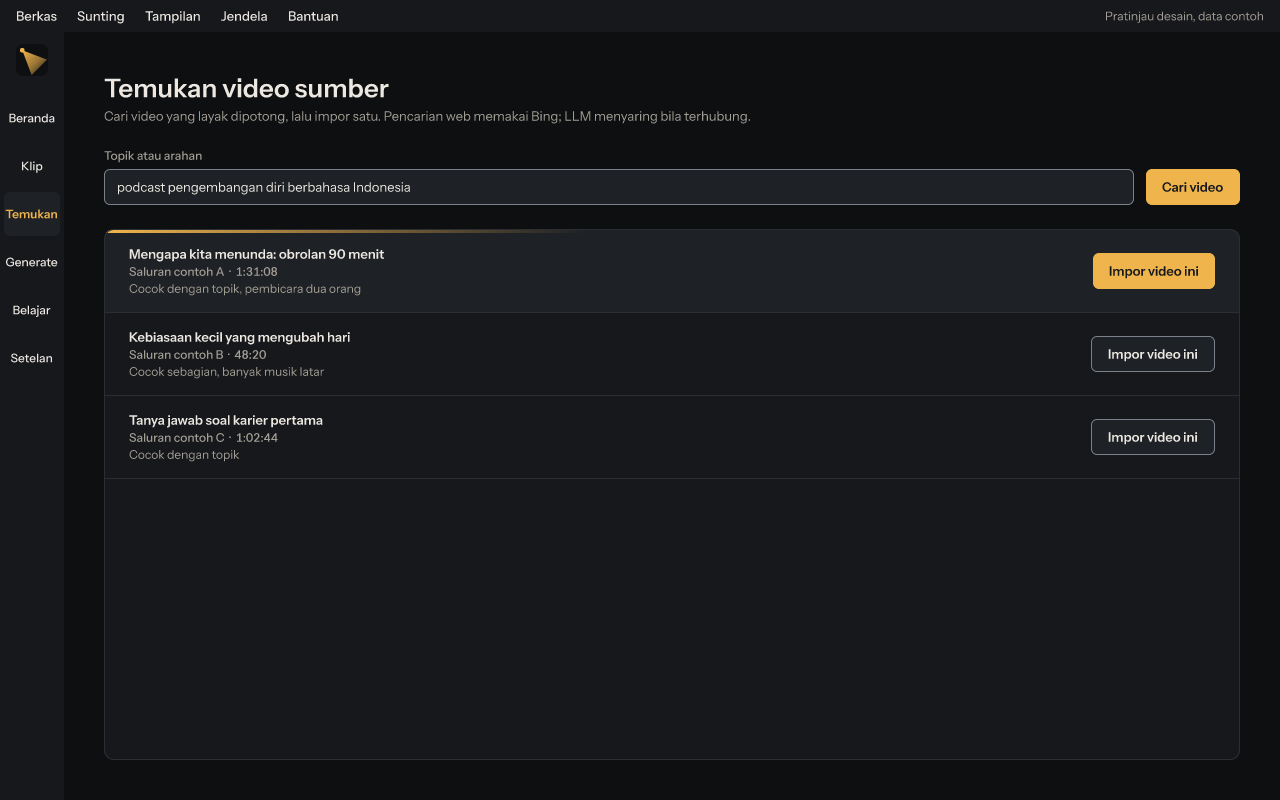 Berkas Sunting Tampilan Jendela Bantuan
Pratinjau desain, data contoh
Beranda
Klip
Temukan
Generate
Belajar
Setelan
Temukan video sumber
Cari video yang layak dipotong, lalu impor satu. Pencarian web memakai Bing; LLM menyaring bila terhubung.
Topik atau arahan
podcast pengembangan diri berbahasa Indonesia
Cari video
Mengapa kita menunda: obrolan 90 menit
Saluran contoh A · 1:31:08
Cocok dengan topik, pembicara dua orang
Impor video ini
Kebiasaan kecil yang mengubah hari
Saluran contoh B · 48:20
Cocok sebagian, banyak musik latar
Impor video ini
Tanya jawab soal karier pertama
Saluran contoh C · 1:02:44
Cocok dengan topik
Impor video ini